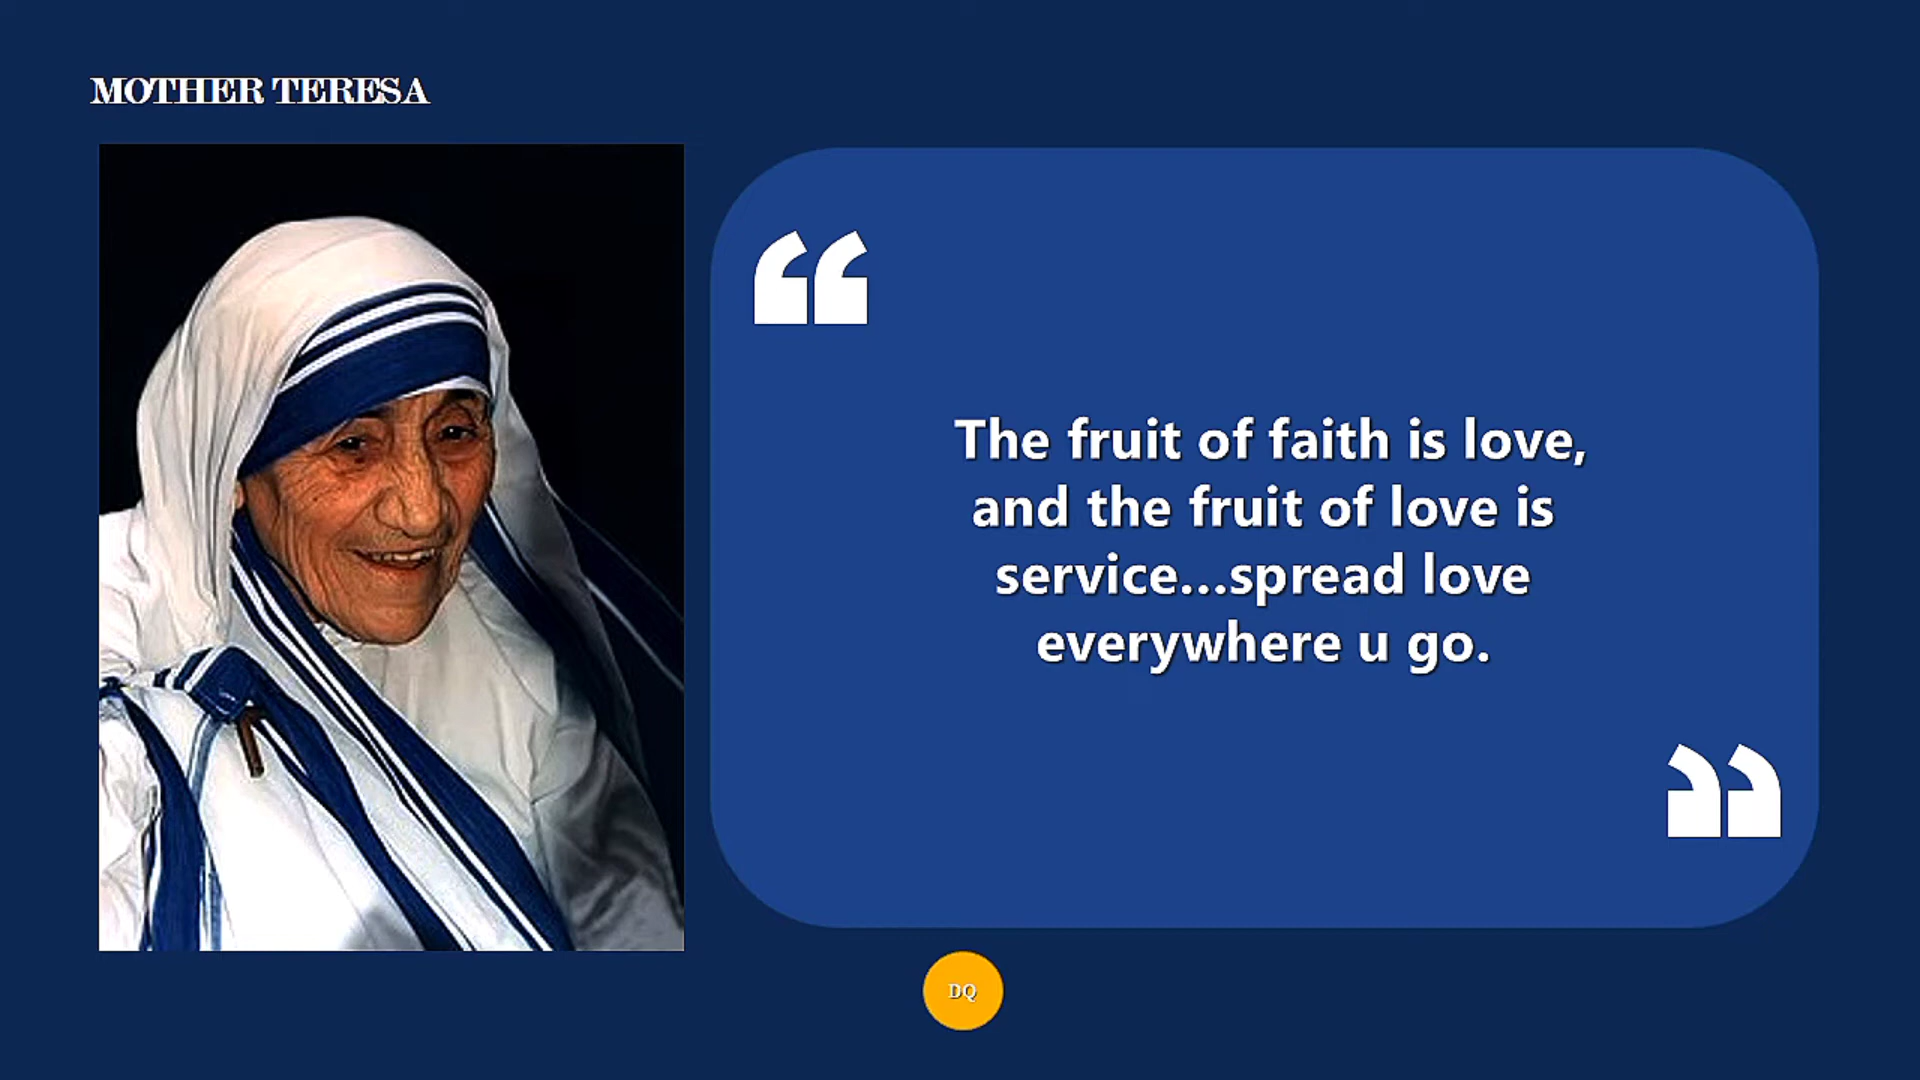 MOTHER TERESA
The fruit of faith is love,
and the fruit of love is
service...spread love
everywhere u go.
DQ